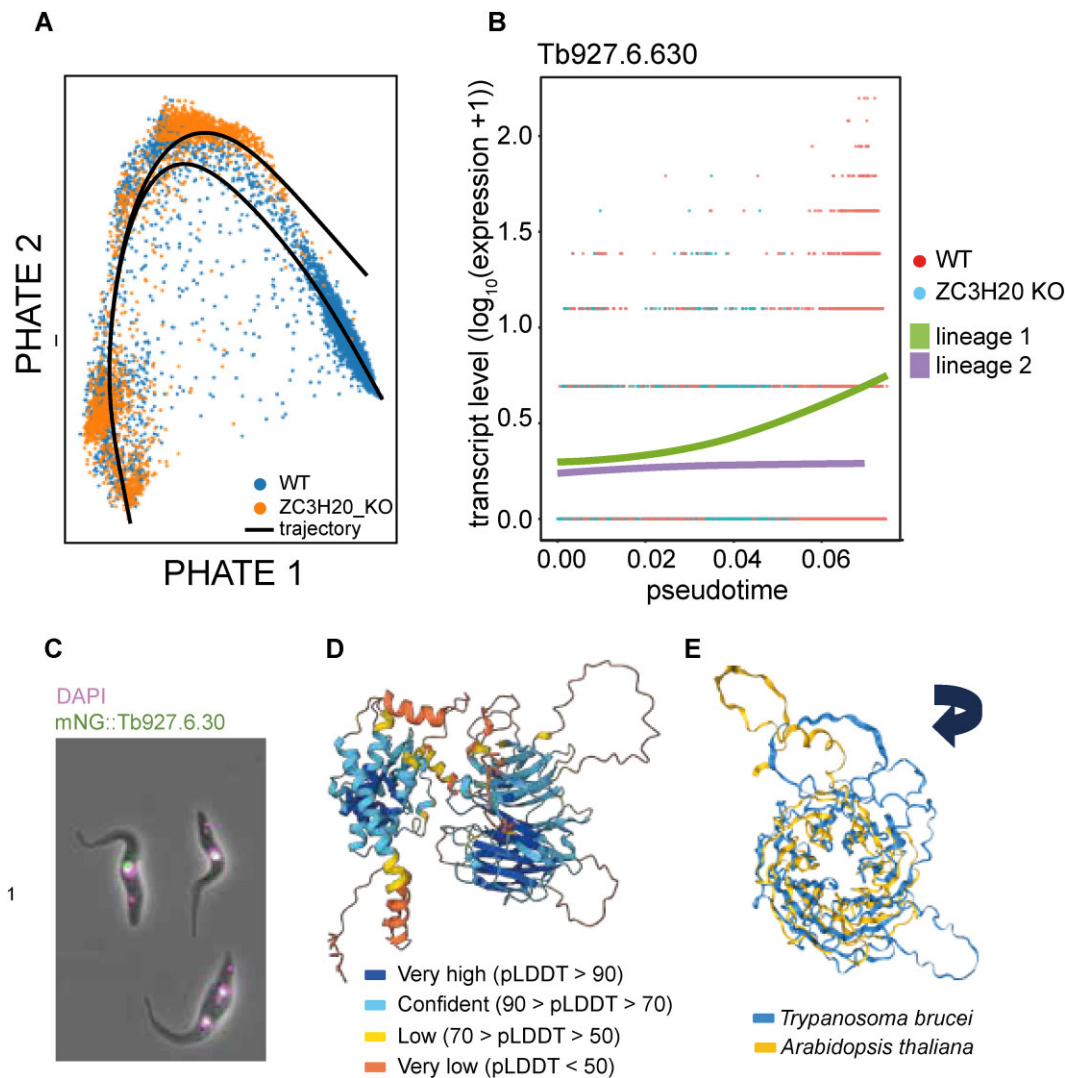 A
PHATE 2
PHATE 1
WT
ZC3H20_KO
trajectory
B
Tb927.6.630
transcript level (log10(expression +1))
2.0
1.5
1.0
0.5
0.0
0.00 0.02 0.04 0.06
pseudotime
WT
ZC3H20 KO
lineage 1
lineage 2
C
DAPI
mNG::Tb927.6.30
1
D
Very high (pLDDT > 90)
Confident (90 > pLDDT > 70)
Low (70 > pLDDT > 50)
Very low (pLDDT < 50)
E
Trypanosoma brucei
Arabidopsis thaliana